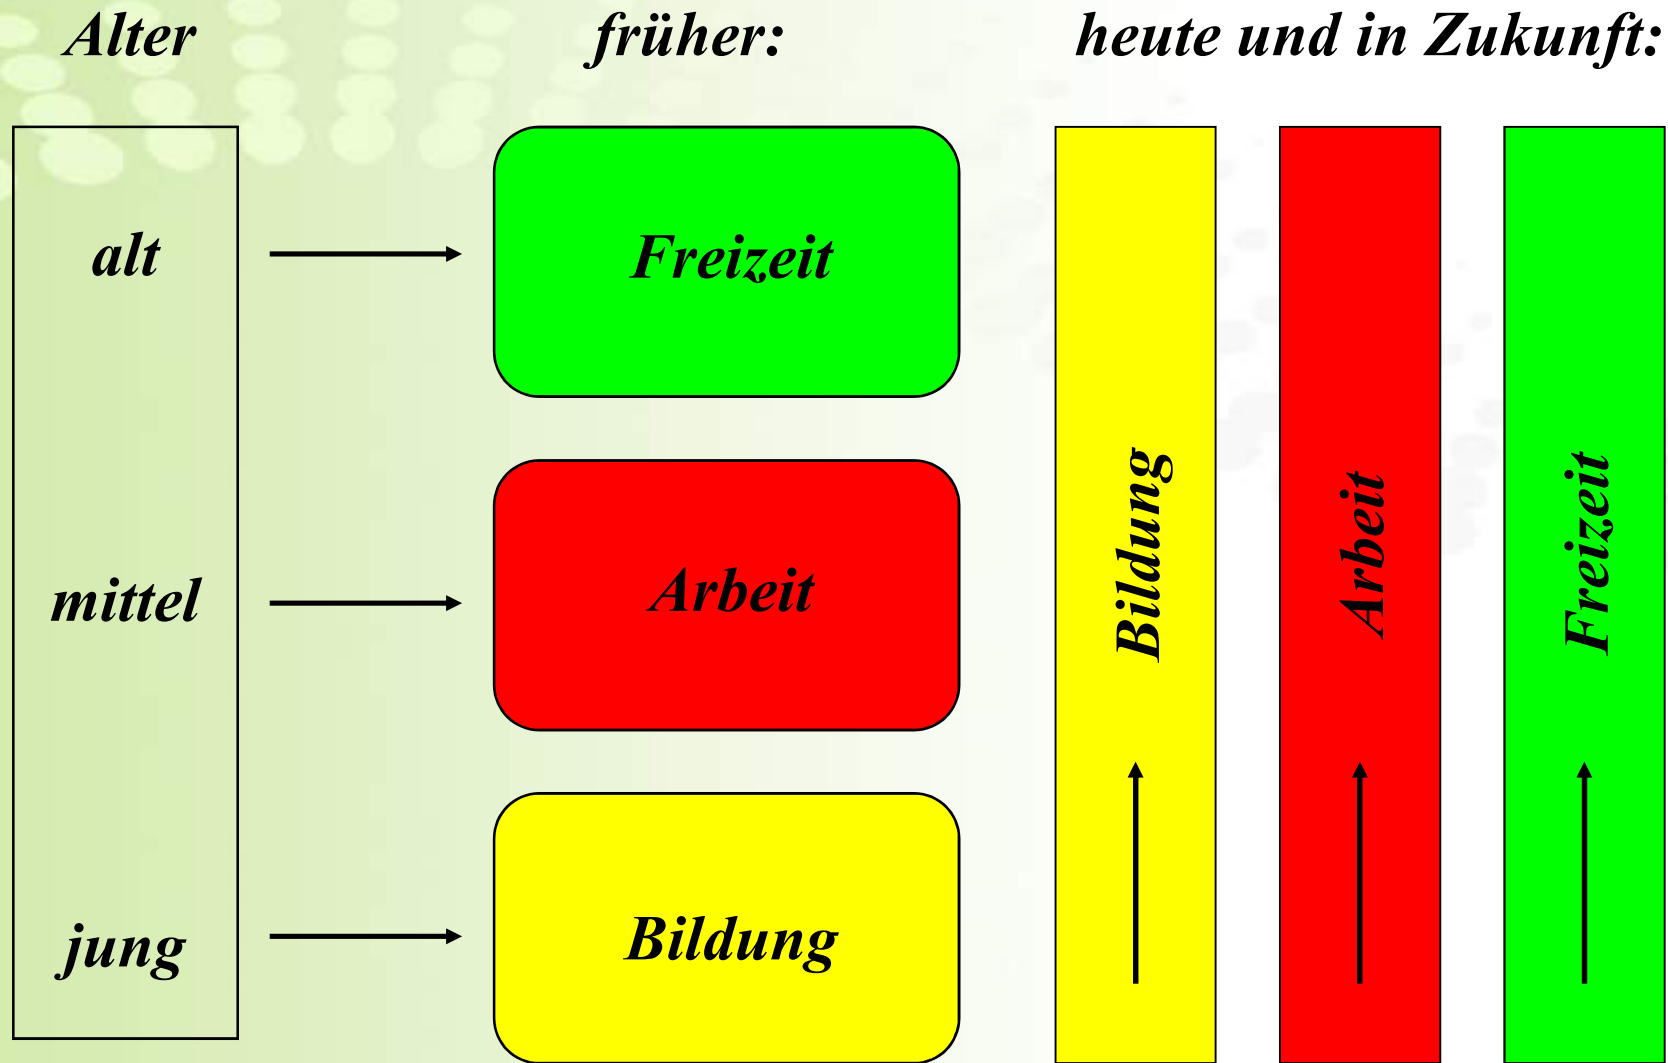 Alter
früher:
heute und in Zukunft:
alt
Freizeit
mittel
Arbeit
jung
Bildung
Bildung
Arbeit
Freizeit